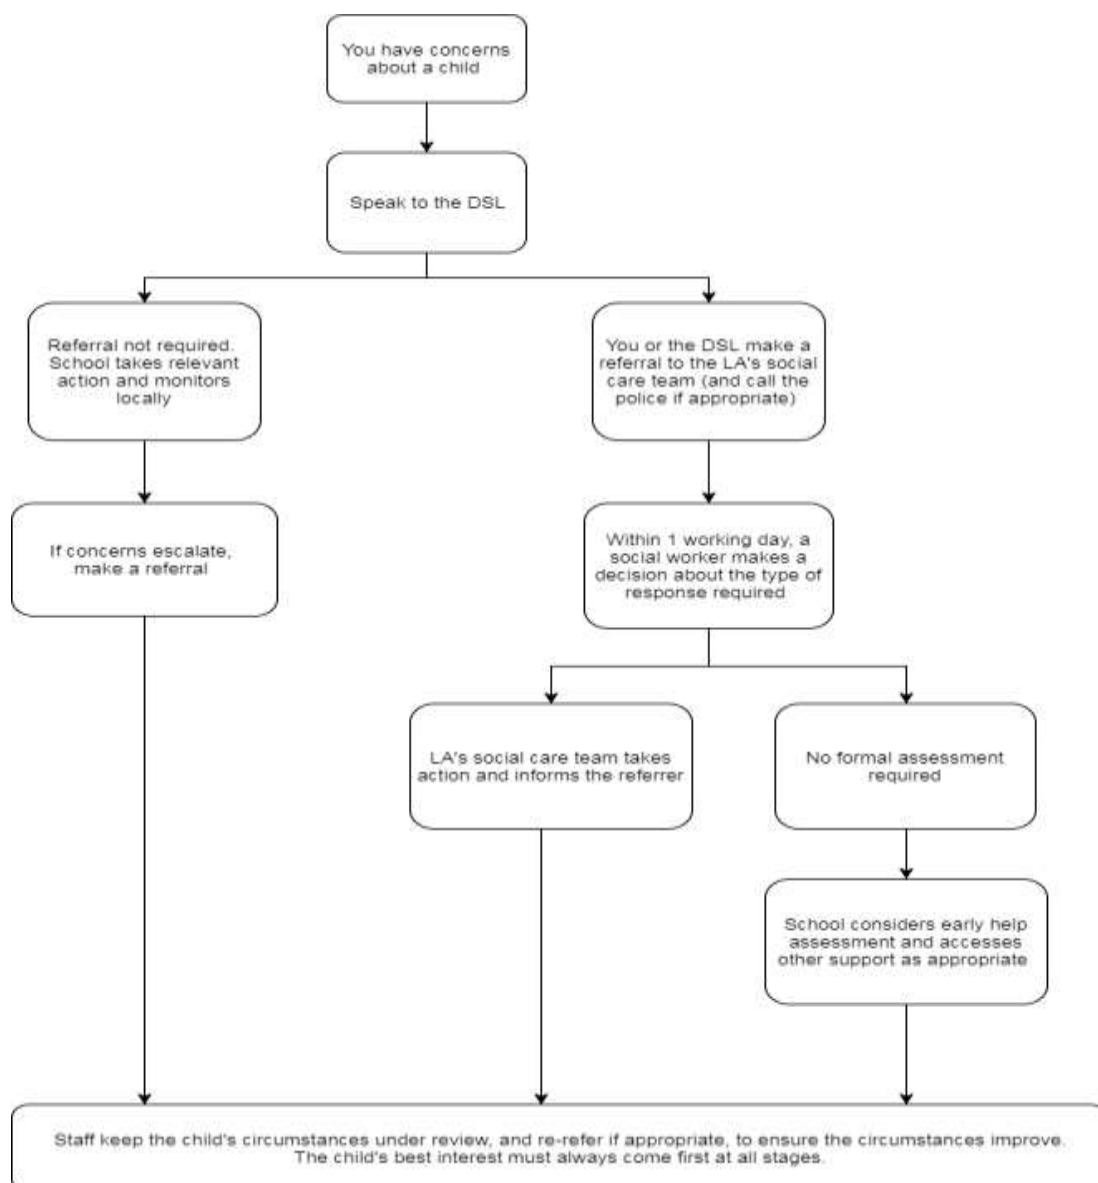 You have concerns
about a child
Speak to the DSL
Referral not required.
School takes relevant
action and monitors
locally
You or the DSL make a
referral to the LA's social
care team (and call the
police if appropriate)
If concerns escalate,
make a referral
Within 1 working day, a
social worker makes a
decision about the type of
response required
LA's social care team takes
action and informs the referrer
No formal assessment
required
School considers early help
assessment and accesses
other support as appropriate
Staff keep the child's circumstances under review, and re-refer if appropriate, to ensure the circumstances improve.
The child's best interest must always come first at all stages.